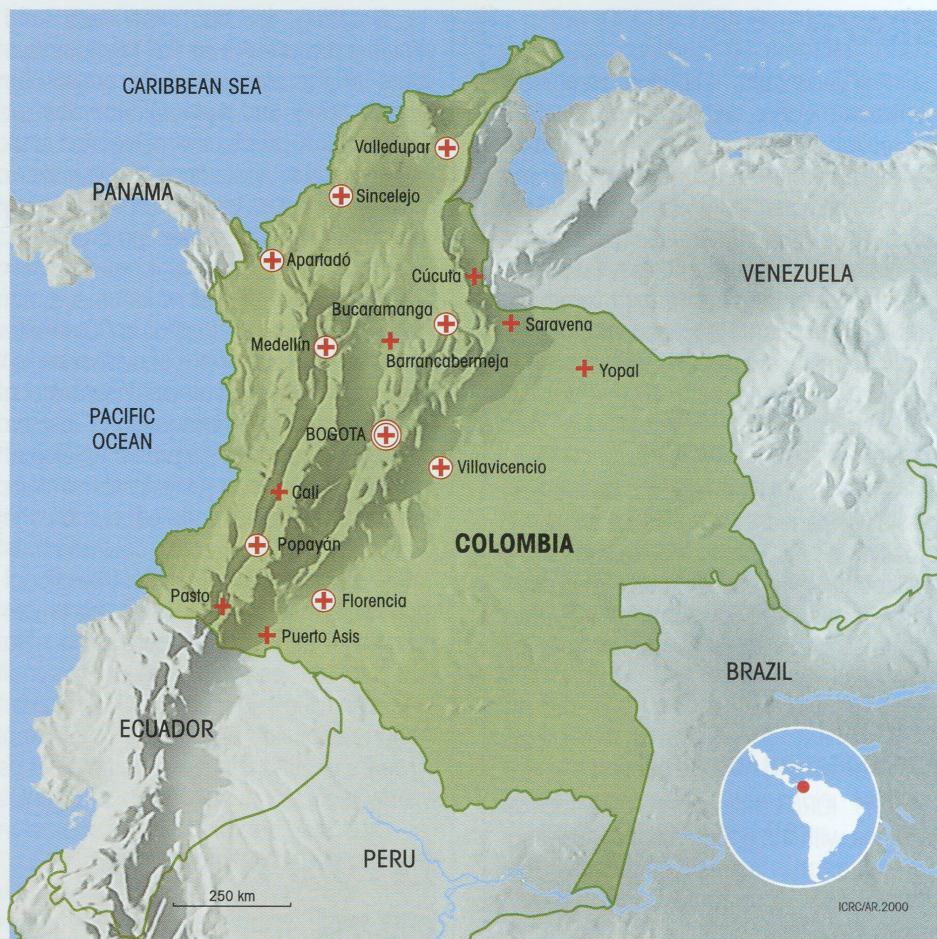 CARIBBEAN SEA
Valledupar
PANAMA
Sincelejo
Apartadó
Cúcuta
VENEZUELA
Bucaramanga
Saravena
Medellín
Barrancabermeja
Yopal
PACIFIC
OCEAN
BOGOTA
Villavicencio
Cali
COLOMBIA
Popayán
Pasto
Florencia
Puerto Asis
BRAZIL
ECUADOR
PERU
250 km
ICRC/AR.2000